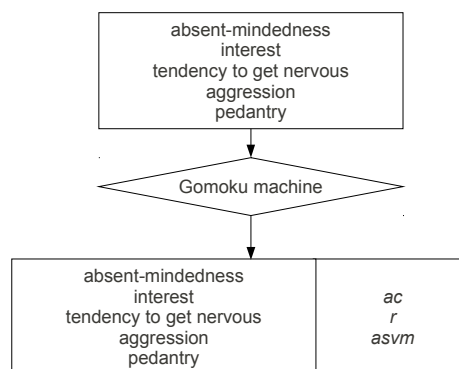 absent-mindedness
interest
tendency to get nervous
aggression
pedantry
Gomoku machine
absent-mindedness
interest
tendency to get nervous
aggression
pedantry
ac
r
asvm